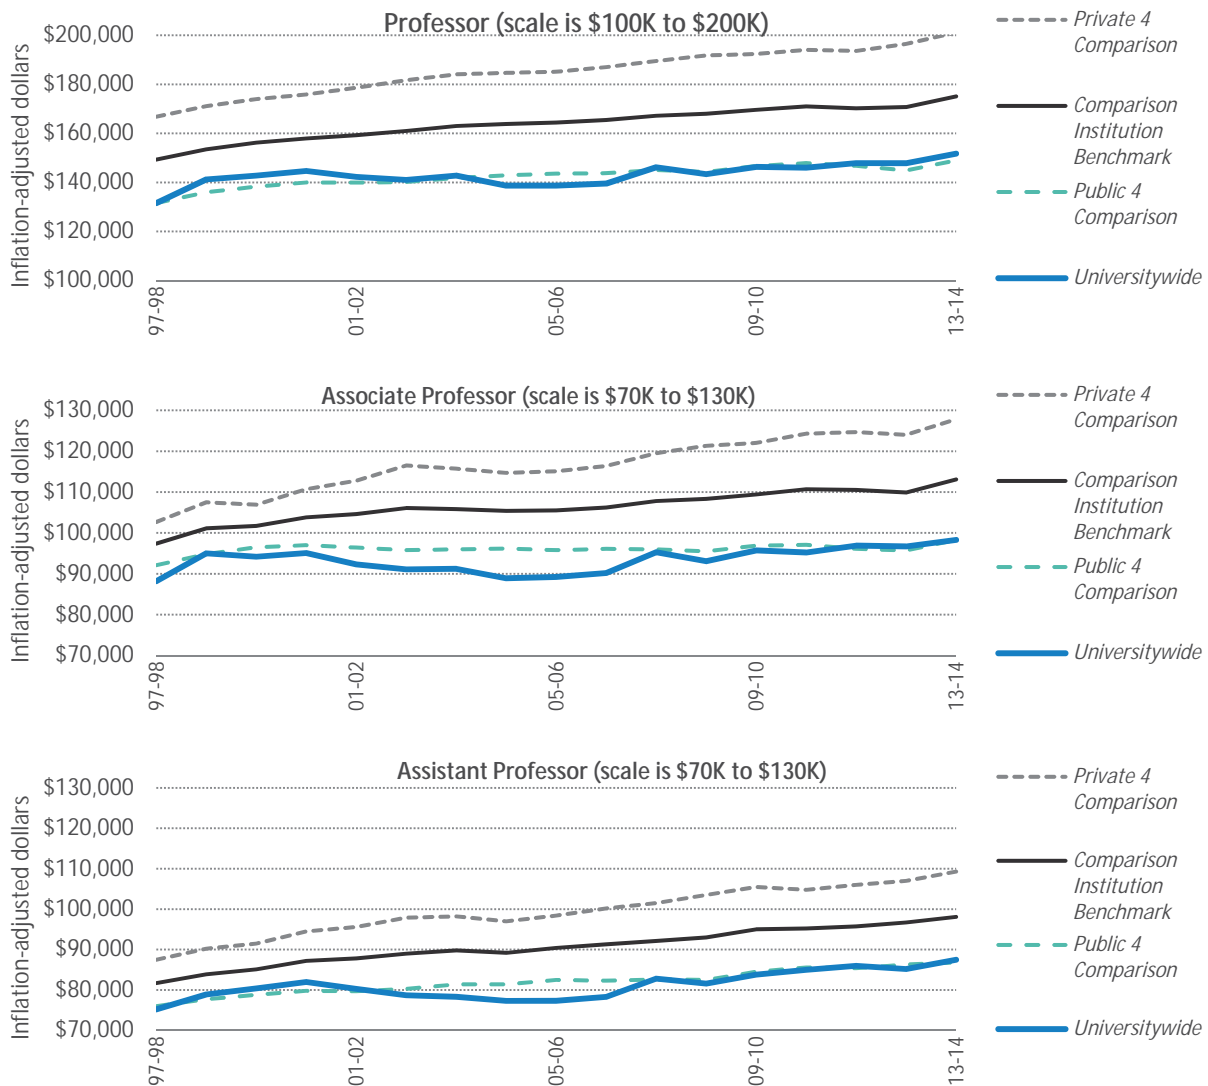 Professor (scale is $100K to $200K)
Inflation-adjusted dollars
$200,000
$180,000
$160,000
$140,000
$120,000
$100,000
97-98
01-02
05-06
09-10
13-14
Private 4
Comparison
Comparison
Institution
Benchmark
Public 4
Comparison
Universitywide
Associate Professor (scale is $70K to $130K)
Inflation-adjusted dollars
$130,000
$120,000
$110,000
$100,000
$90,000
$80,000
$70,000
97-98
01-02
05-06
09-10
13-14
Private 4
Comparison
Comparison
Institution
Benchmark
Public 4
Comparison
Universitywide
Assistant Professor (scale is $70K to $130K)
Inflation-adjusted dollars
$130,000
$120,000
$110,000
$100,000
$90,000
$80,000
$70,000
97-98
01-02
05-06
09-10
13-14
Private 4
Comparison
Comparison
Institution
Benchmark
Public 4
Comparison
Universitywide